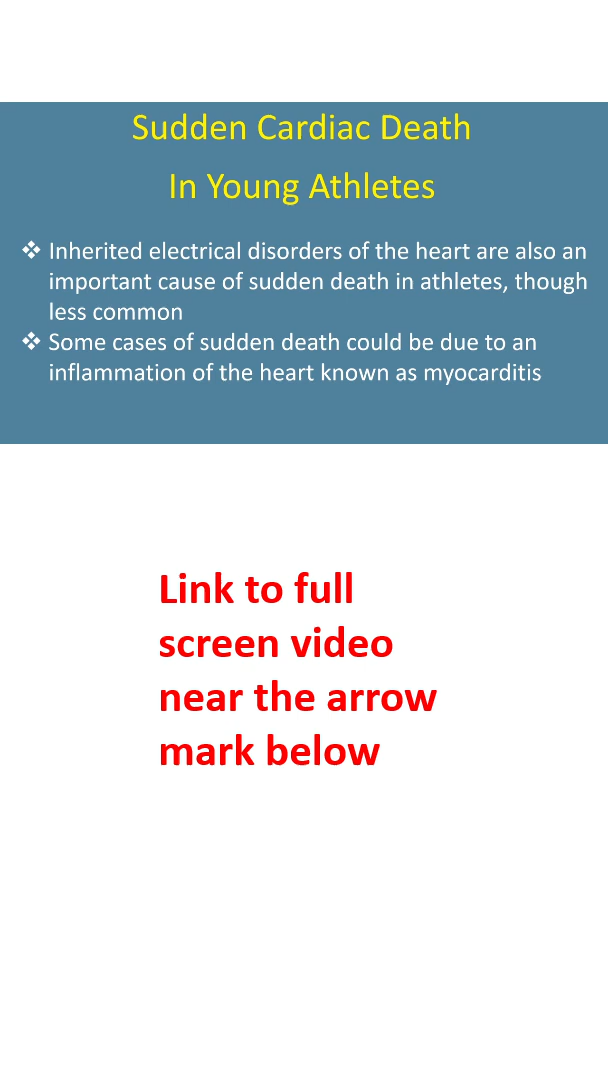 Sudden Cardiac Death
In Young Athletes
❖ Inherited electrical disorders of the heart are also an
important cause of sudden death in athletes, though
less common
❖ Some cases of sudden death could be due to an
inflammation of the heart known as myocarditis
Link to full
screen video
near the arrow
mark below